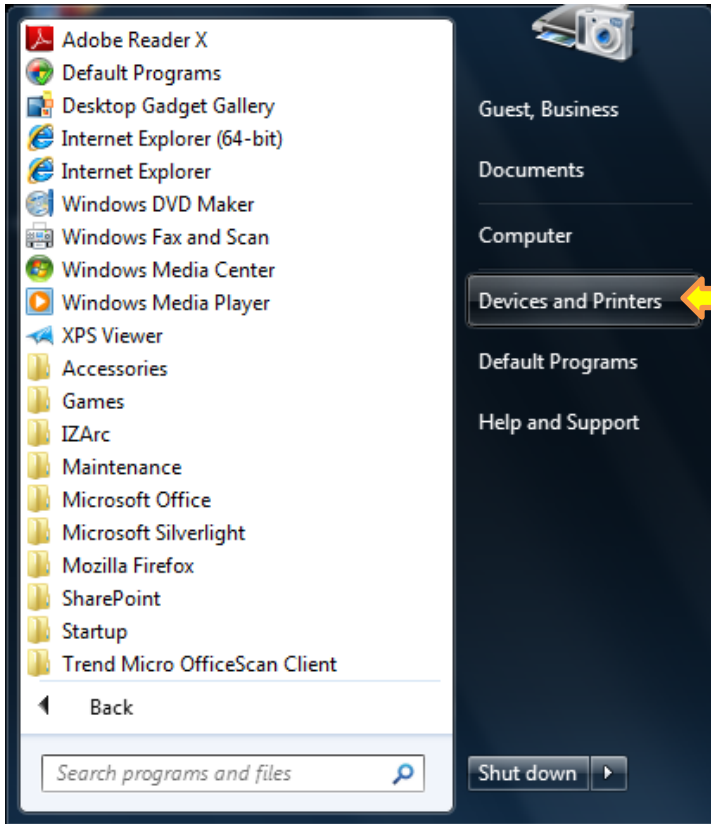 Adobe Reader X
Default Programs
Desktop Gadget Gallery
Internet Explorer (64-bit)
Internet Explorer
Windows DVD Maker
Windows Fax and Scan
Windows Media Center
Windows Media Player
XPS Viewer
Accessories
Games
IZArc
Maintenance
Microsoft Office
Microsoft Silverlight
Mozilla Firefox
SharePoint
Startup
Trend Micro OfficeScan Client
Back
Search programs and files
Guest, Business
Documents
Computer
Devices and Printers
Default Programs
Help and Support
Shut down